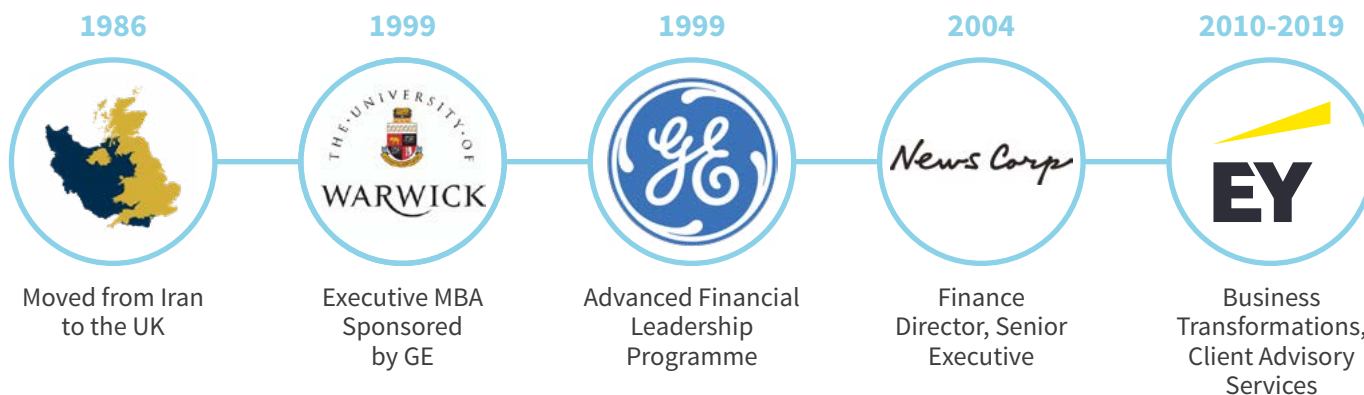 1986
1999
1999
2004
2010-2019
THE·UNIVERSITY·OF
WARWICK
GE
News Corp
EY
Moved from Iran
to the UK
Executive MBA
Sponsored
by GE
Advanced Financial
Leadership
Programme
Finance
Director, Senior
Executive
Business
Transformations,
Client Advisory
Services